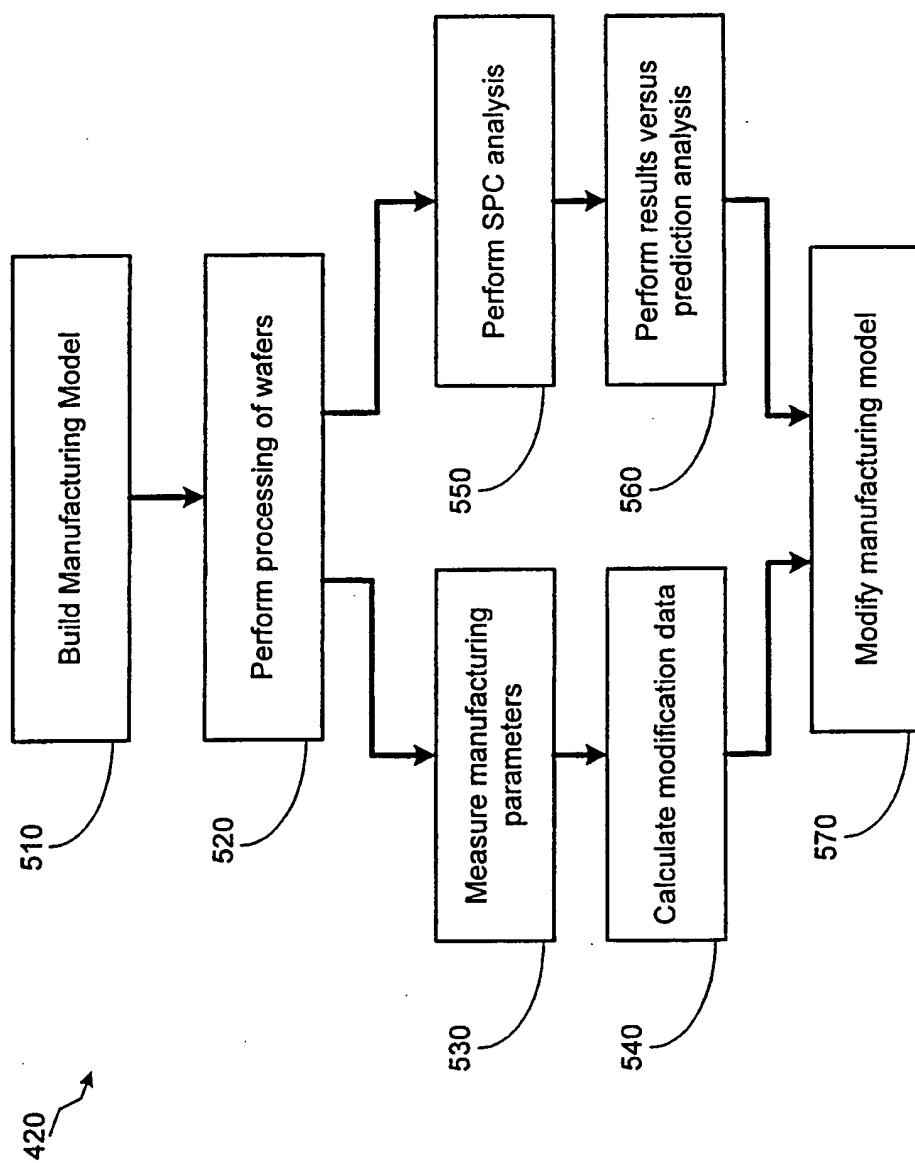 420
510
Build Manufacturing Model
520
Perform processing of wafers
530
Measure manufacturing
parameters
550
Perform SPC analysis
540
Calculate modification data
560
Perform results versus
prediction analysis
570
Modify manufacturing model